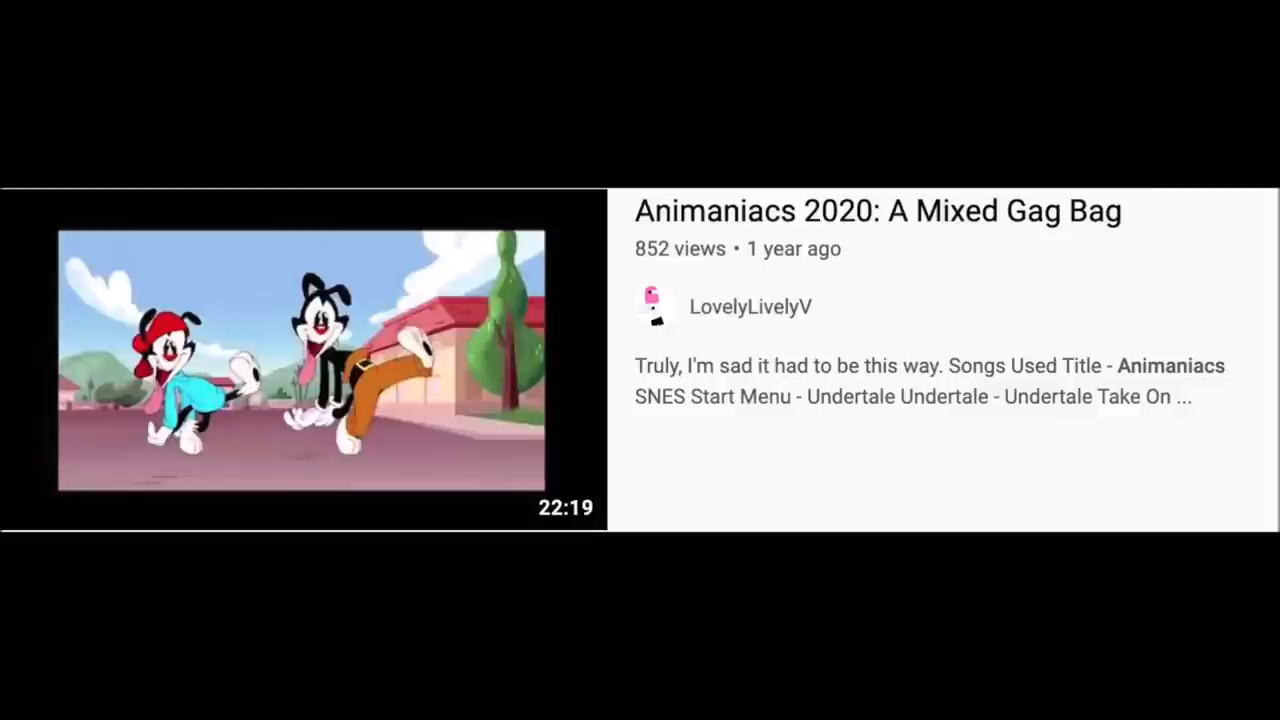 Animaniacs 2020: A Mixed Gag Bag
852 views • 1 year ago
LovelyLivelyV
Truly, I'm sad it had to be this way. Songs Used Title - Animaniacs
SNES Start Menu - Undertale Undertale - Undertale Take On ...
22:19